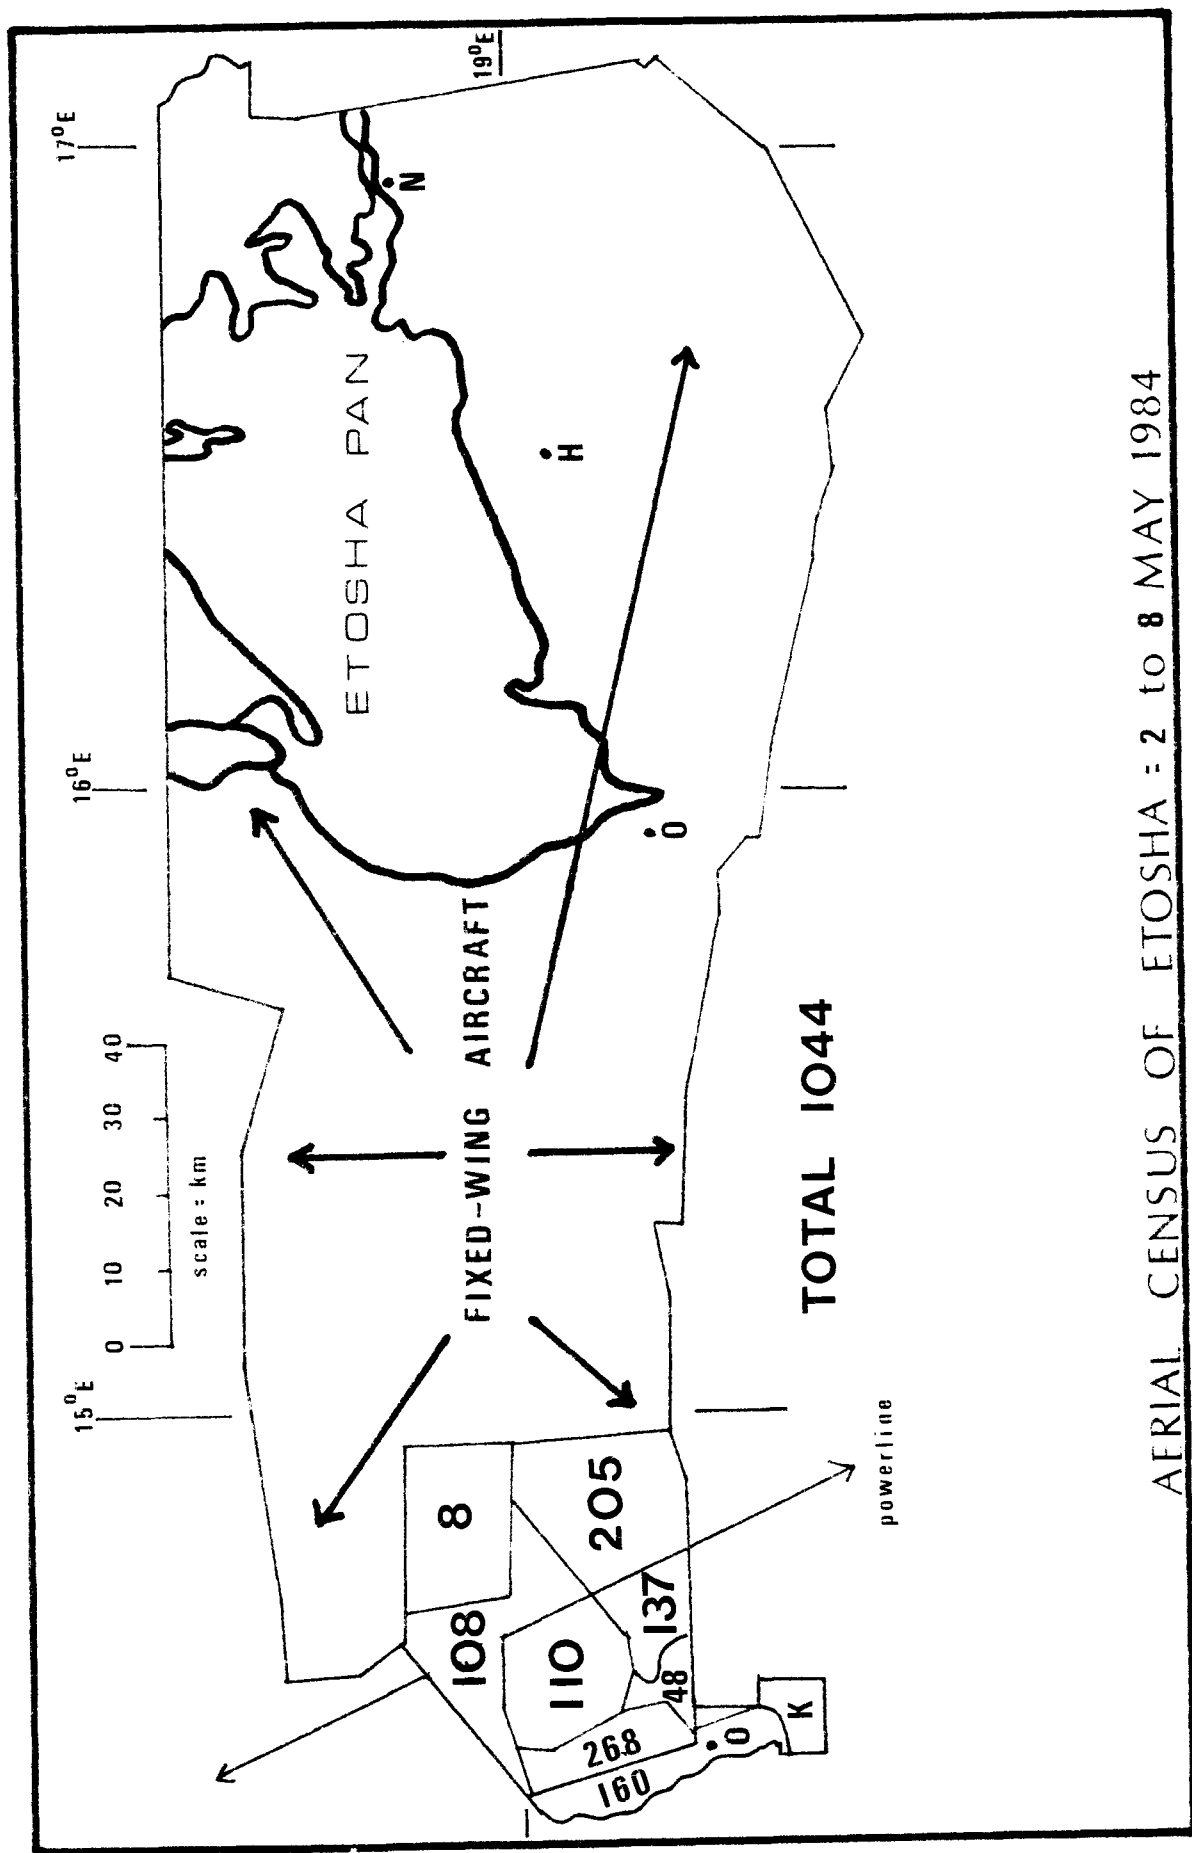 17°E
16°E
15°E
19°E
0 10 20 30 40
scale = km
ETOSHA PAN
N
H
O
FIXED-WING AIRCRAFT
8
108
110
205
137
48
268
160
O
K
TOTAL 1044
powerline
AERIAL CENSUS OF ETOSHA = 2 to 8 MAY 1984